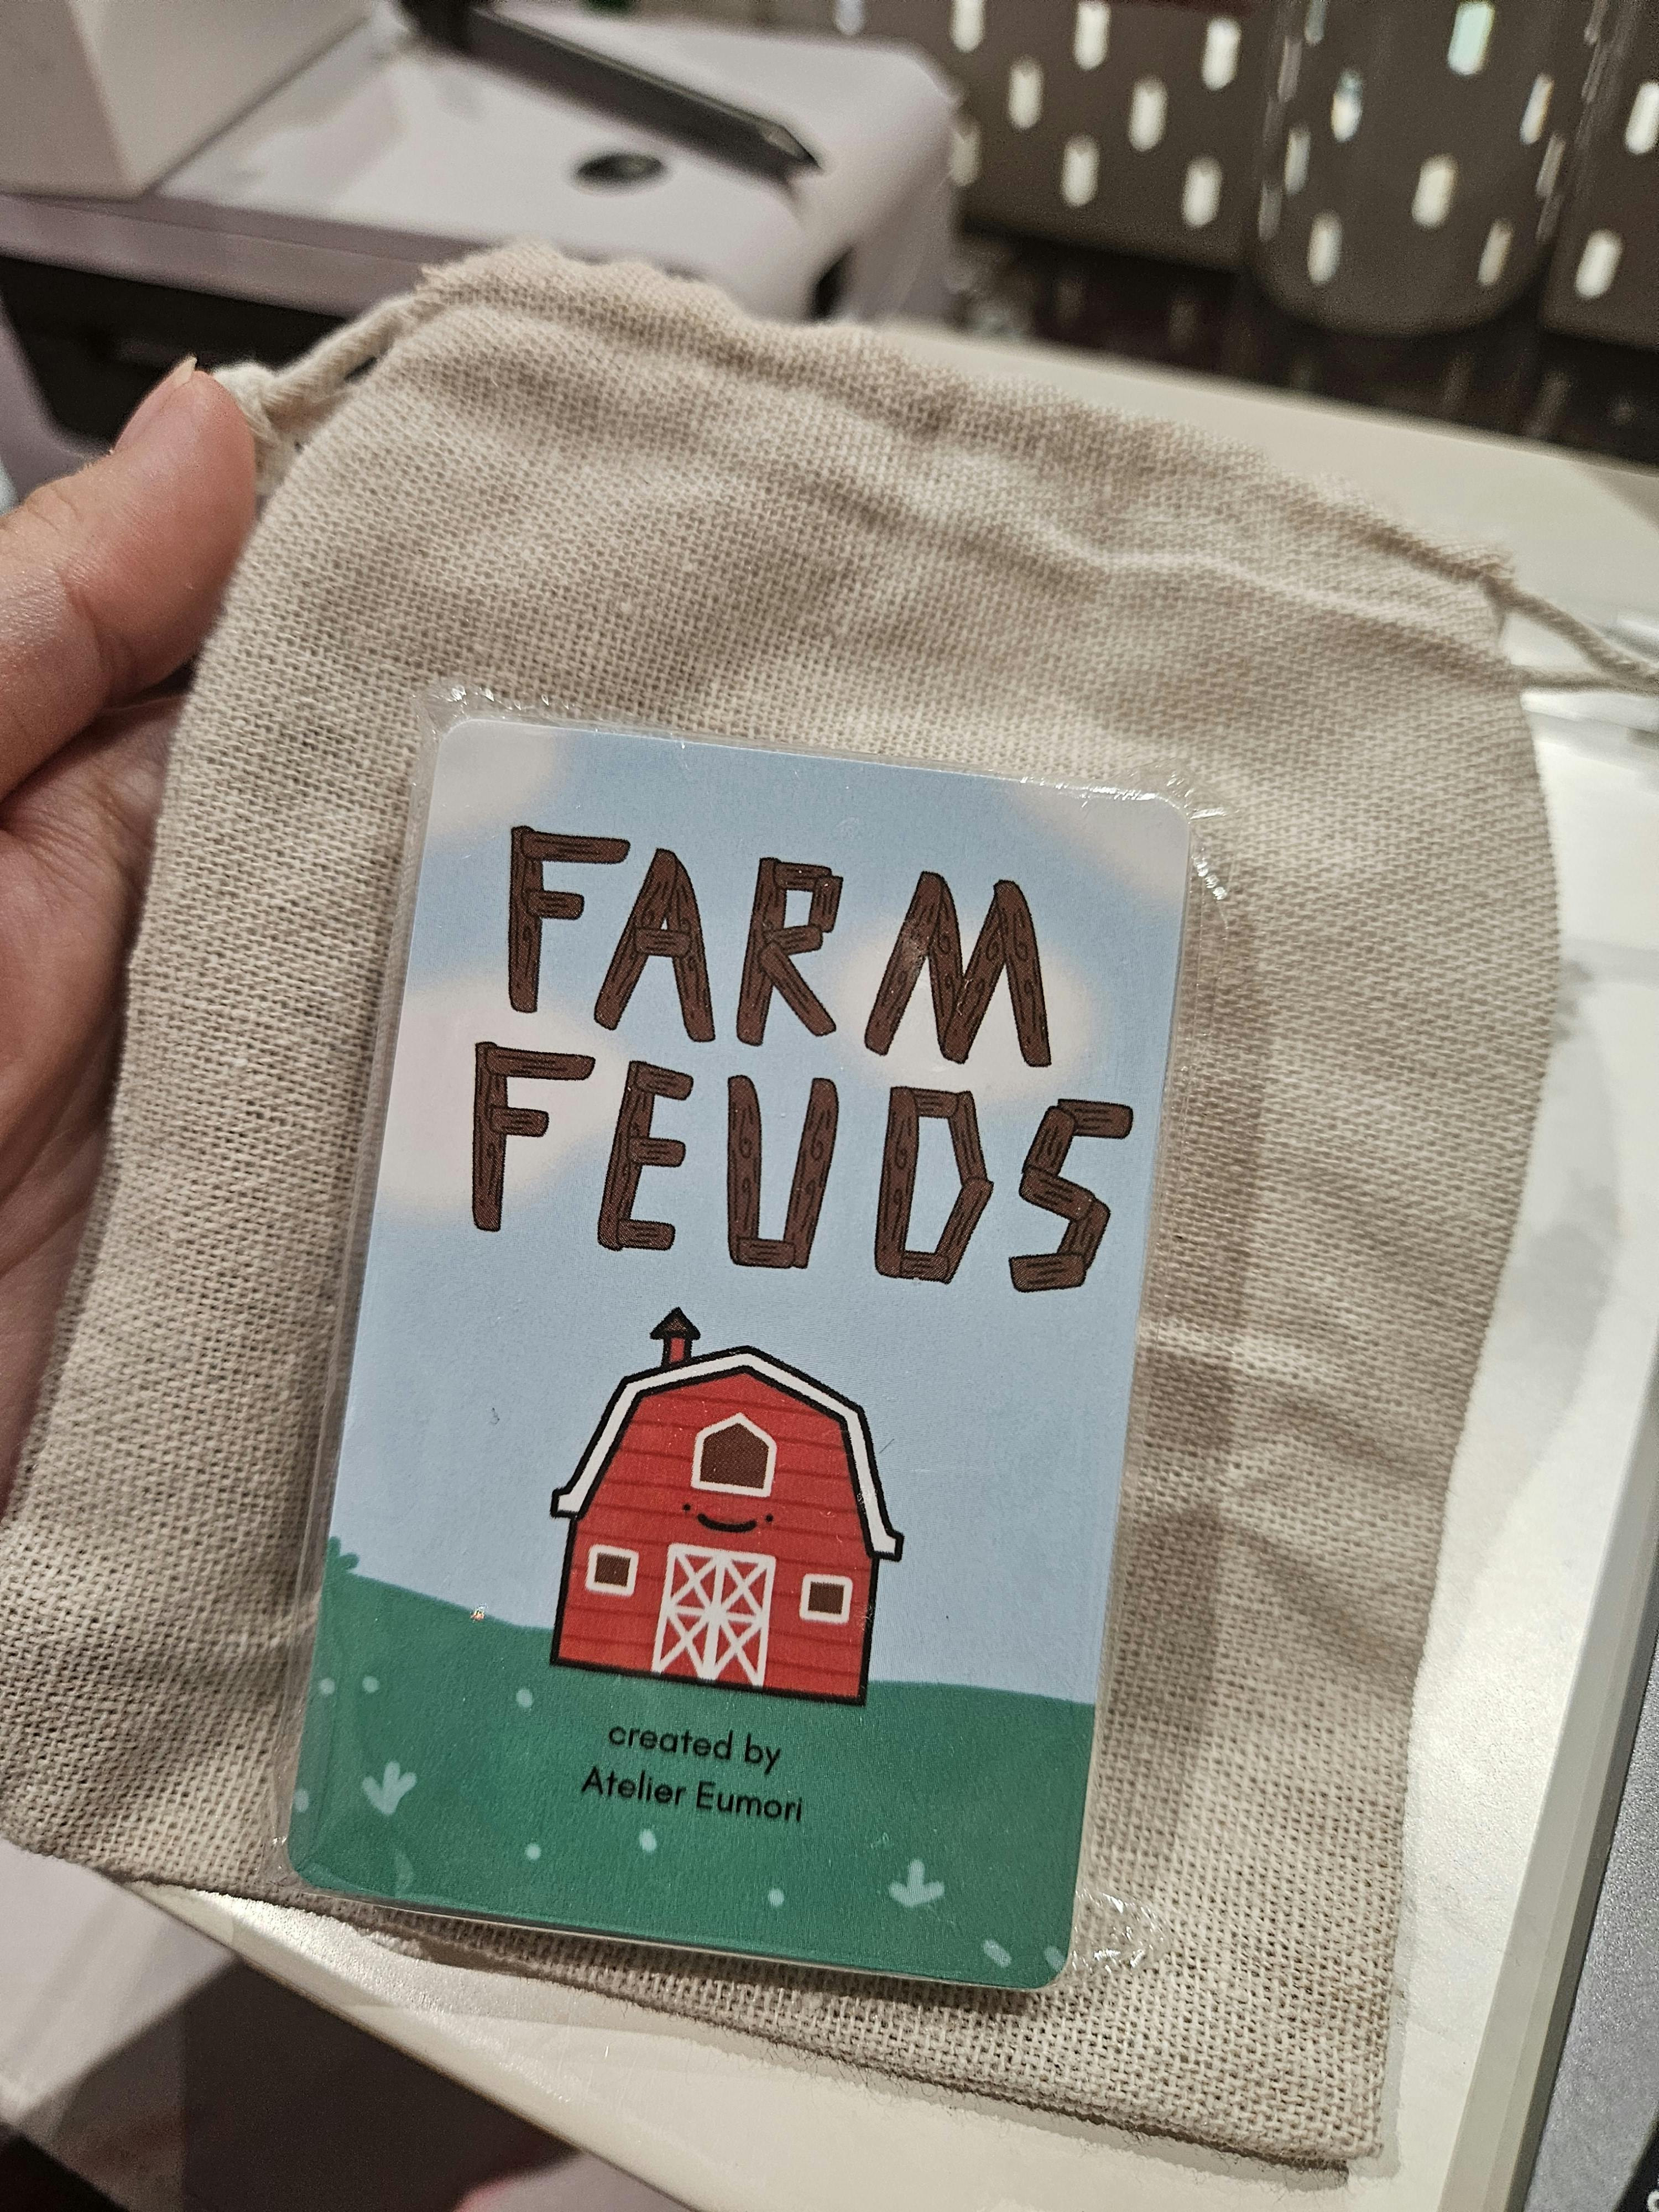 FARM
FEUDS
created by
Atelier Eumori